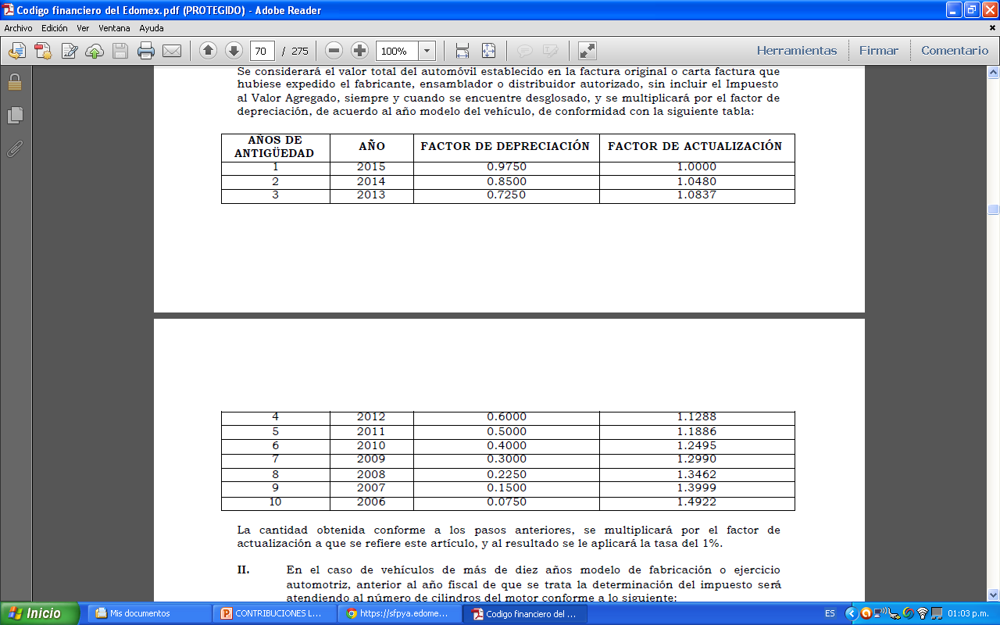 Codigo financiero del Edomex.pdf (PROTEGIDO) - Adobe Reader
Archivo Edición Ver Ventana Ayuda
70 / 275 100% Herramientas Firmar Comentario
Se considerará el valor total del automóvil establecido en la factura original o carta factura que
hubiese expedido el fabricante, ensamblador o distribuidor autorizado, sin incluir el Impuesto
al Valor Agregado, siempre y cuando se encuentre desglosado, y se multiplicará por el factor de
depreciación, de acuerdo al año modelo del vehículo, de conformidad con la siguiente tabla:
AÑOS DE ANTIGÜEDAD AÑO FACTOR DE DEPRECIACIÓN FACTOR DE ACTUALIZACIÓN
1 2015 0.9750 1.0000
2 2014 0.8500 1.0480
3 2013 0.7250 1.0837
4 2012 0.6000 1.1288
5 2011 0.5000 1.1886
6 2010 0.4000 1.2495
7 2009 0.3000 1.2990
8 2008 0.2250 1.3462
9 2007 0.1500 1.3999
10 2006 0.0750 1.4922
La cantidad obtenida conforme a los pasos anteriores, se multiplicará por el factor de
actualización a que se refiere este artículo, y al resultado se le aplicará la tasa del 1%.
II. En el caso de vehículos de más de diez años modelo de fabricación o ejercicio
automotriz, anterior al año fiscal de que se trata la determinación del impuesto será
atendiendo al número de cilindros del motor conforme a lo siguiente:
Inicio Mis documentos CONTRIBUCIONES L... https://sfpya.edome... Codigo financiero del ... ES 01:03 p.m.